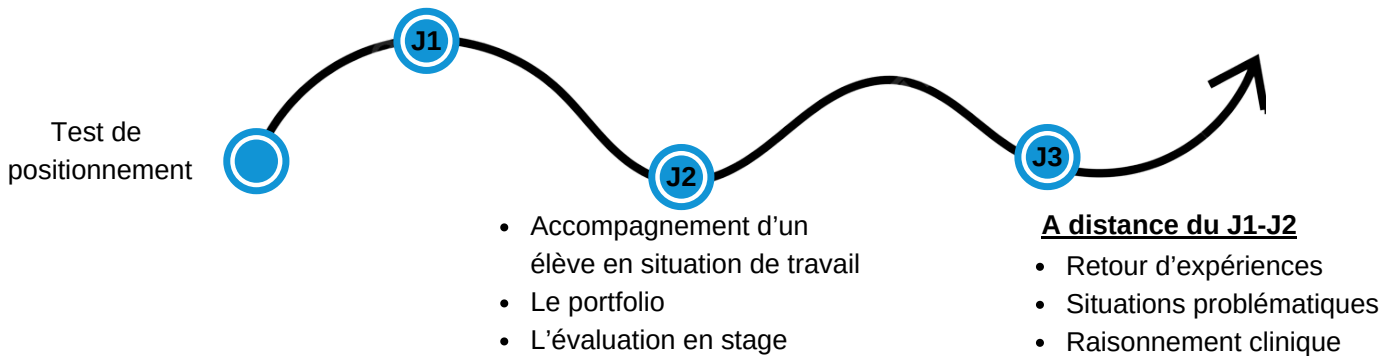 J1
Test de
positionnement
J2
J3
• Accompagnement d’un
élève en situation de travail
• Le portfolio
• L’évaluation en stage
A distance du J1-J2
• Retour d’expériences
• Situations problématiques
• Raisonnement clinique